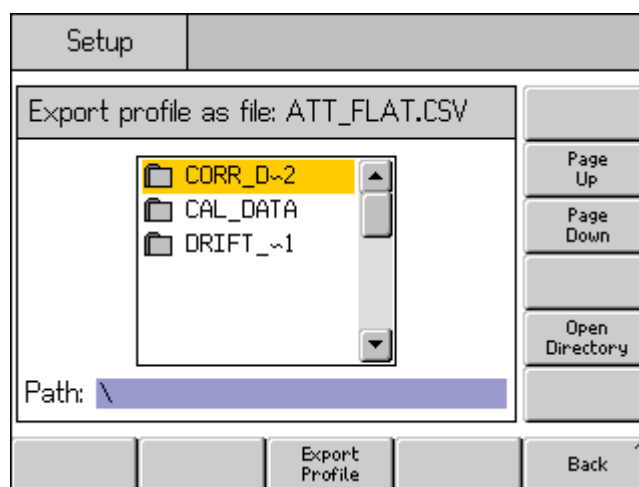 Setup
Export profile as file: ATT_FLAT.CSV
CORR_D~2
CAL_DATA
DRIFT_~1
Path: \
Page
Up
Page
Down
Open
Directory
Export
Profile
Back